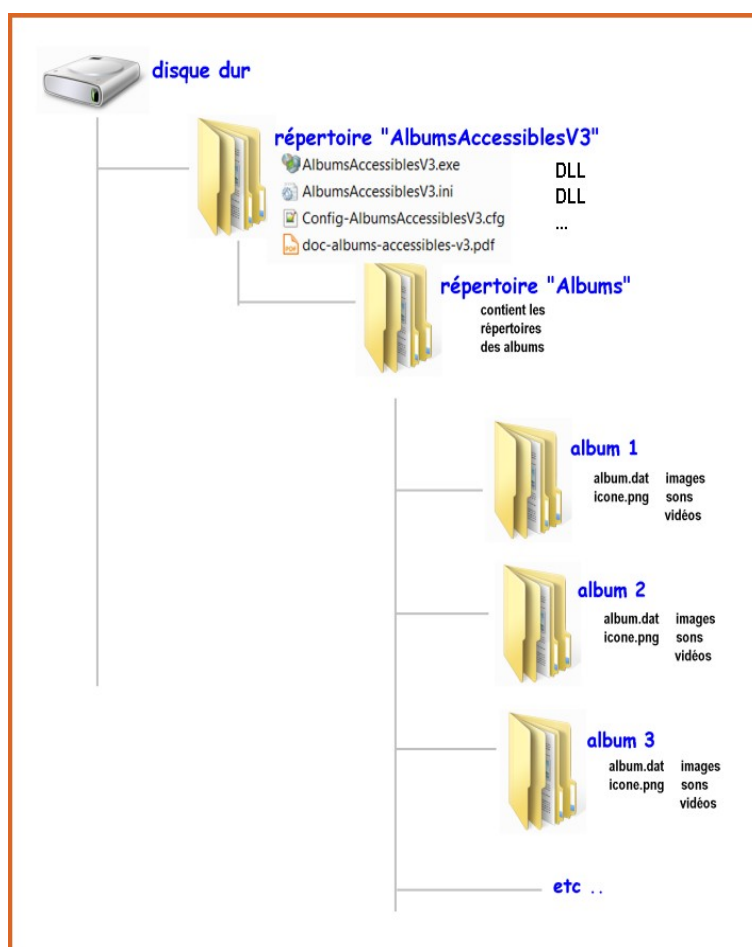 disque dur
répertoire "AlbumsAccessiblesV3"
AlbumsAccessiblesV3.exe DLL
AlbumsAccessiblesV3.ini DLL
Config-AlbumsAccessiblesV3.cfg ...
PDF doc-albums-accessibles-v3.pdf
répertoire "Albums"
contient les
répertoires
des albums
album 1
album.dat images
icone.png sons
vidéos
album 2
album.dat images
icone.png sons
vidéos
album 3
album.dat images
icone.png sons
vidéos
etc ..